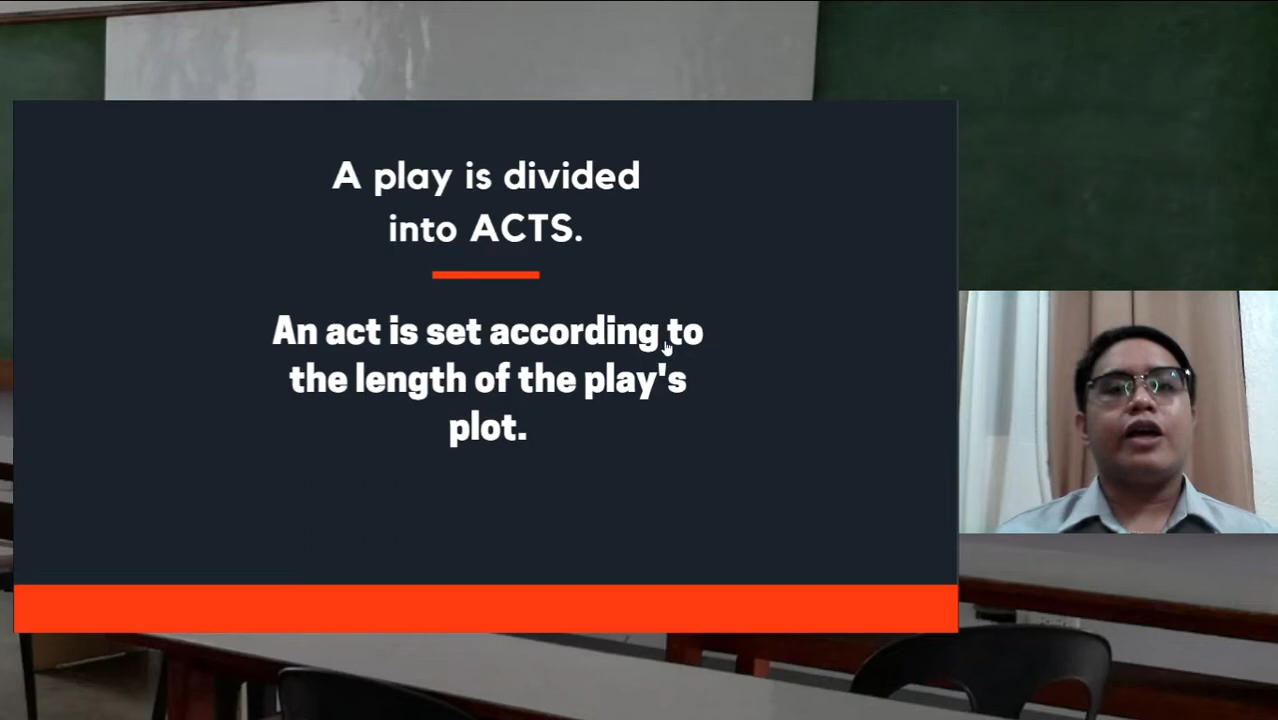 A play is divided
into ACTS.
An act is set according to
the length of the play's
plot.